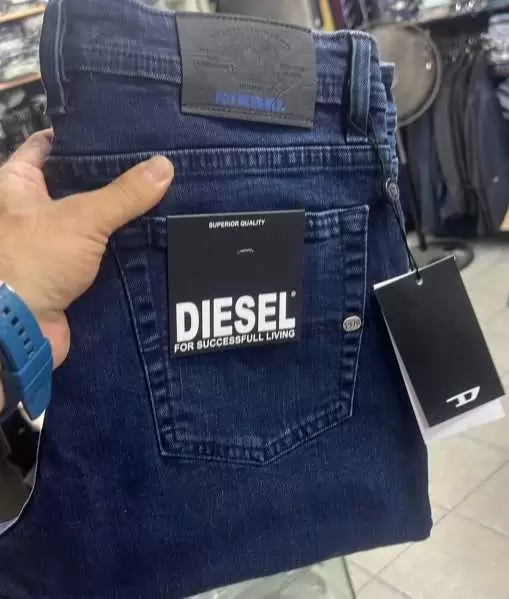 DIESEL
SUPERIOR QUALITY
DIESEL
FOR SUCCESSFULL LIVING